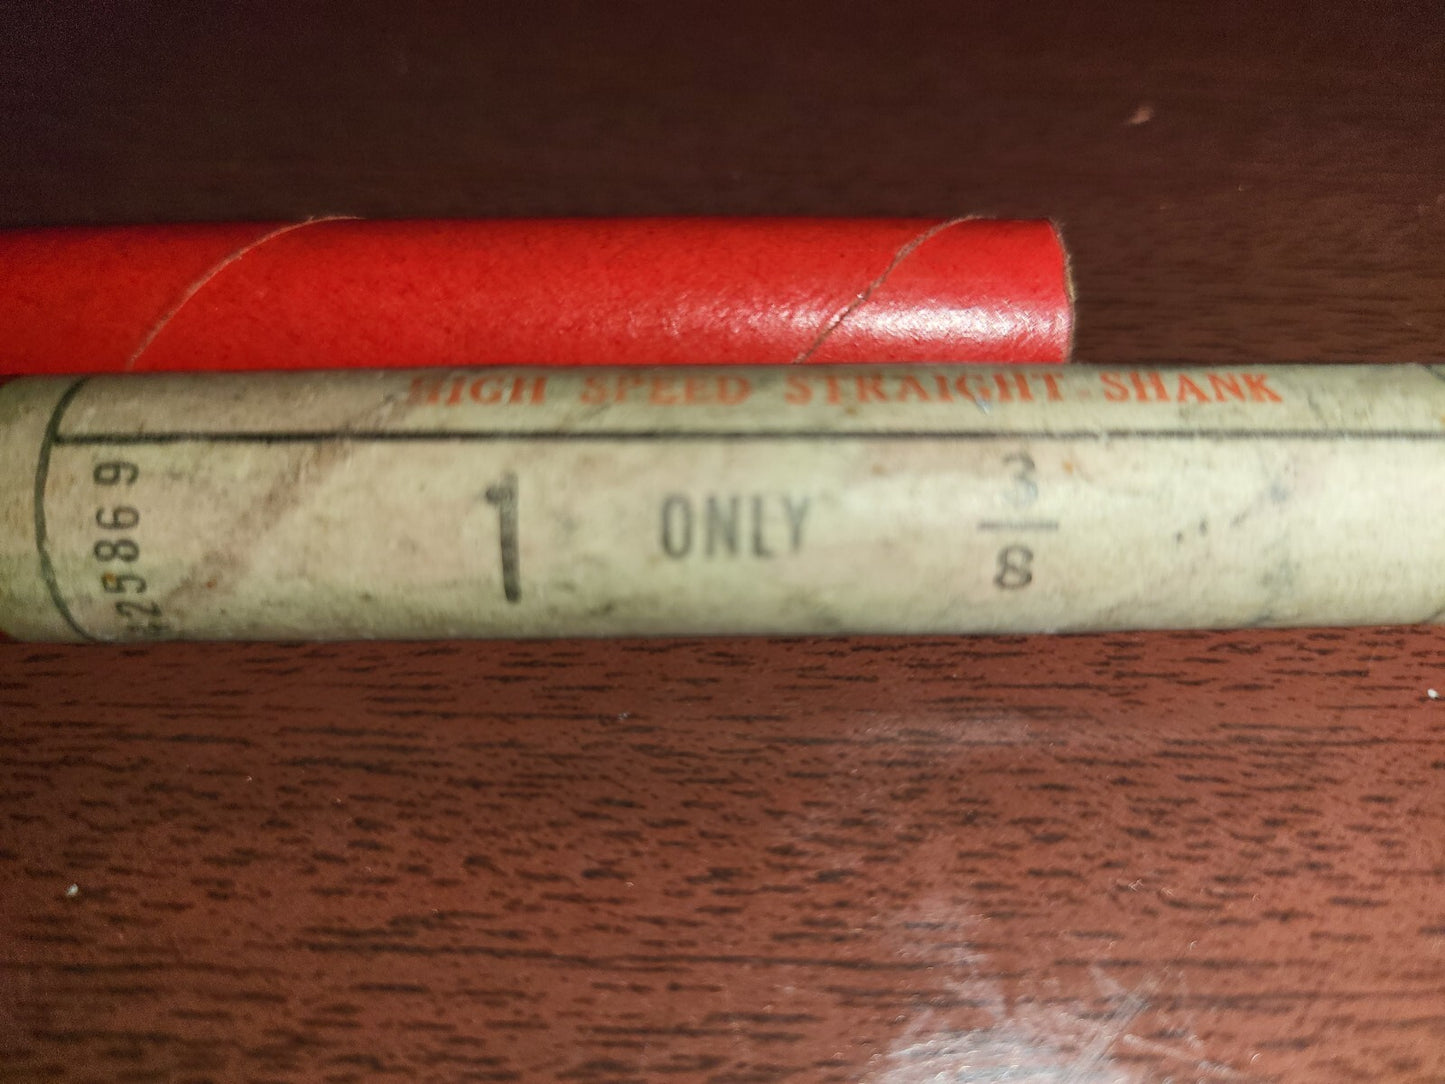 HIGH SPEED STRAIGHT-SHANK
1 ONLY 3/8